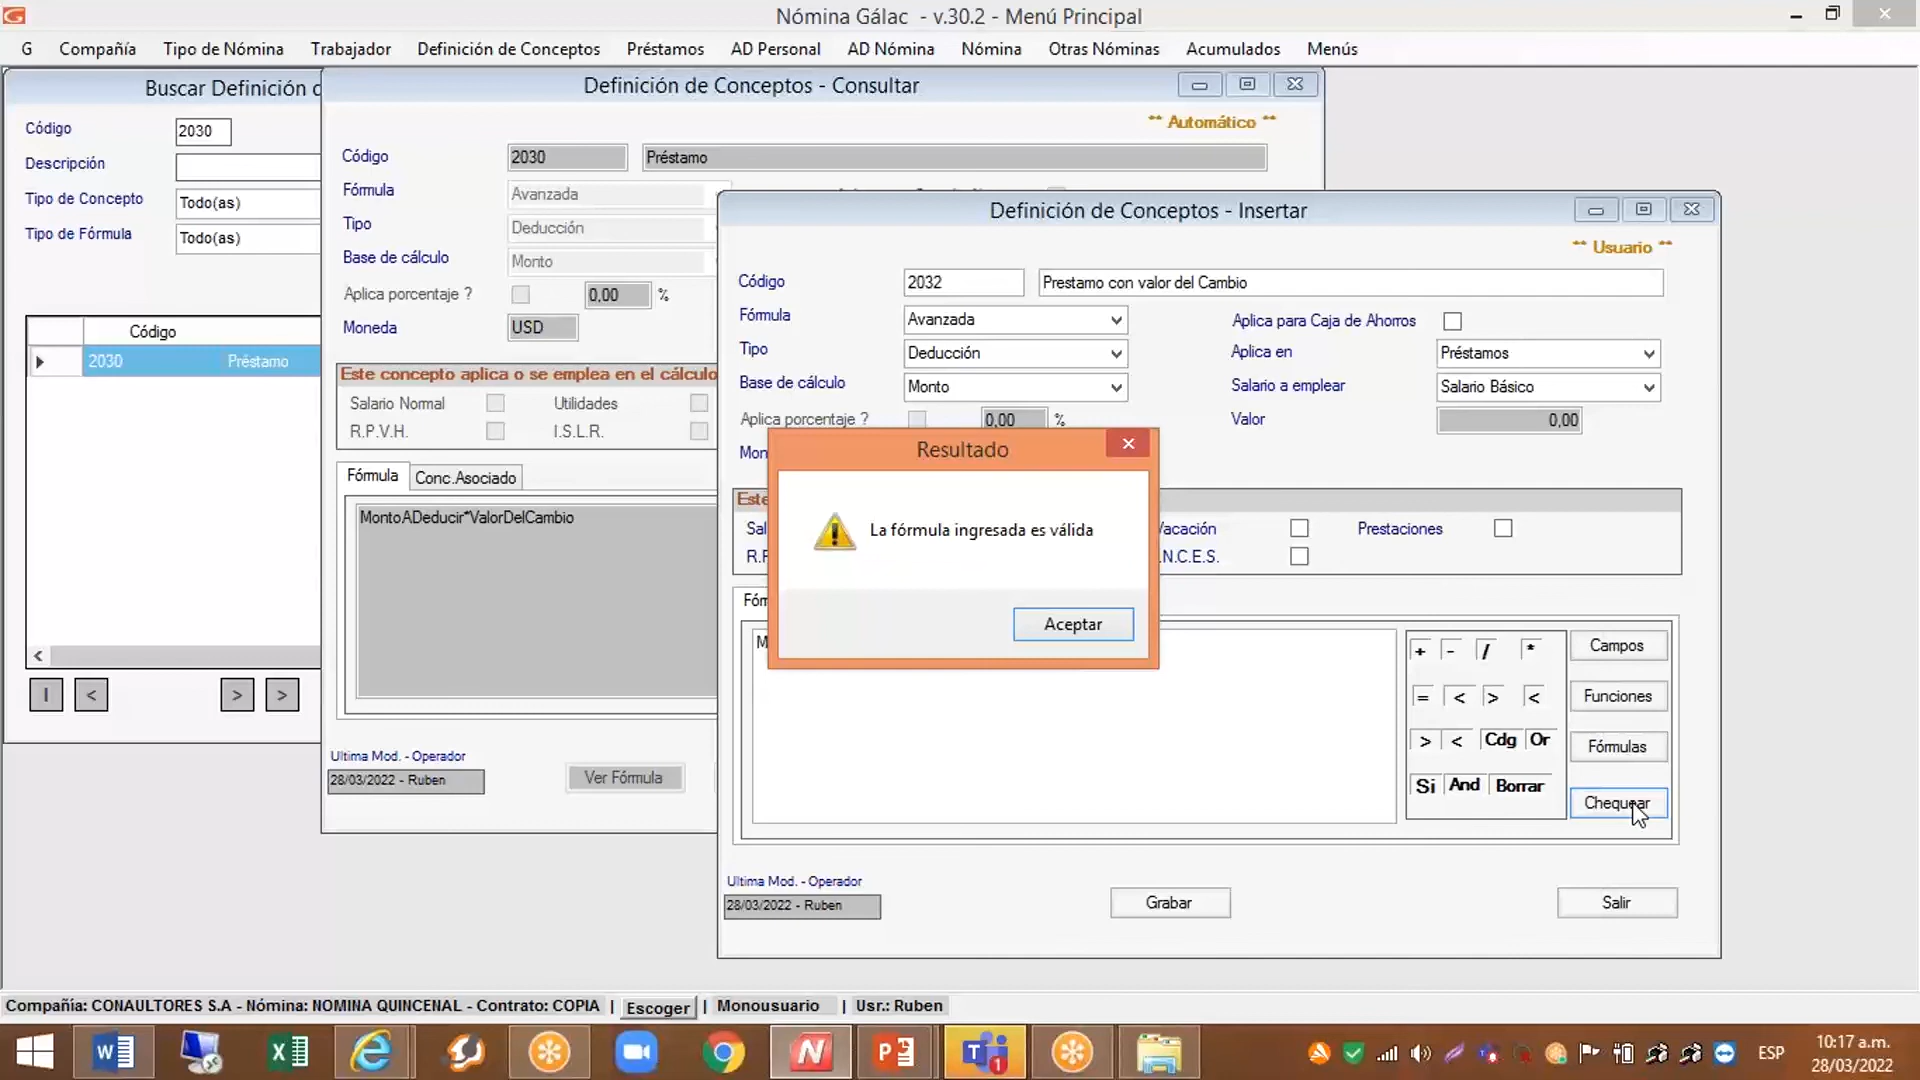 Nómina Gálac - v.30.2 - Menú Principal
G Compañía Tipo de Nómina Trabajador Definición de Conceptos Préstamos AD Personal AD Nómina Nómina Otras Nóminas Acumulados Menús
Buscar Definición
Código 2030
Descripción
Tipo de Concepto Todo(as)
Tipo de Fórmula Todo(as)
Código
2030 Préstamo
I < > >
Definición de Conceptos - Consultar
** Automático **
Código 2030 Préstamo
Fórmula Avanzada
Tipo Deducción
Base de cálculo Monto
Aplica porcentaje ? 0,00 %
Moneda USD
Este concepto aplica o se emplea en el cálculo
Salario Normal Utilidades
R.P.V.H. I.S.L.R.
Fórmula Conc.Asociado
MontoADeducir*ValorDelCambio
Ultima Mod. - Operador
28/03/2022 - Ruben
Ver Fórmula
Definición de Conceptos - Insertar
** Usuario **
Código 2032 Prestamo con valor del Cambio
Fórmula Avanzada Aplica para Caja de Ahorros
Tipo Deducción Aplica en Préstamos
Base de cálculo Monto Salario a emplear Salario Básico
Aplica porcentaje ? 0,00 % Valor 0,00
Mon
Este
Sal Vacación Prestaciones
R.F .N.C.E.S.
Fór
M
Resultado
La fórmula ingresada es válida
Aceptar
+ - / * Campos
= < > < Funciones
> < Cdg Or Fórmulas
Si And Borrar Chequear
Ultima Mod. - Operador
28/03/2022 - Ruben
Grabar Salir
Compañía: CONAULTORES S.A - Nómina: NOMINA QUINCENAL - Contrato: COPIA | Escoger | Monousuario | Usr.: Ruben
ESP 10:17 a.m.
28/03/2022